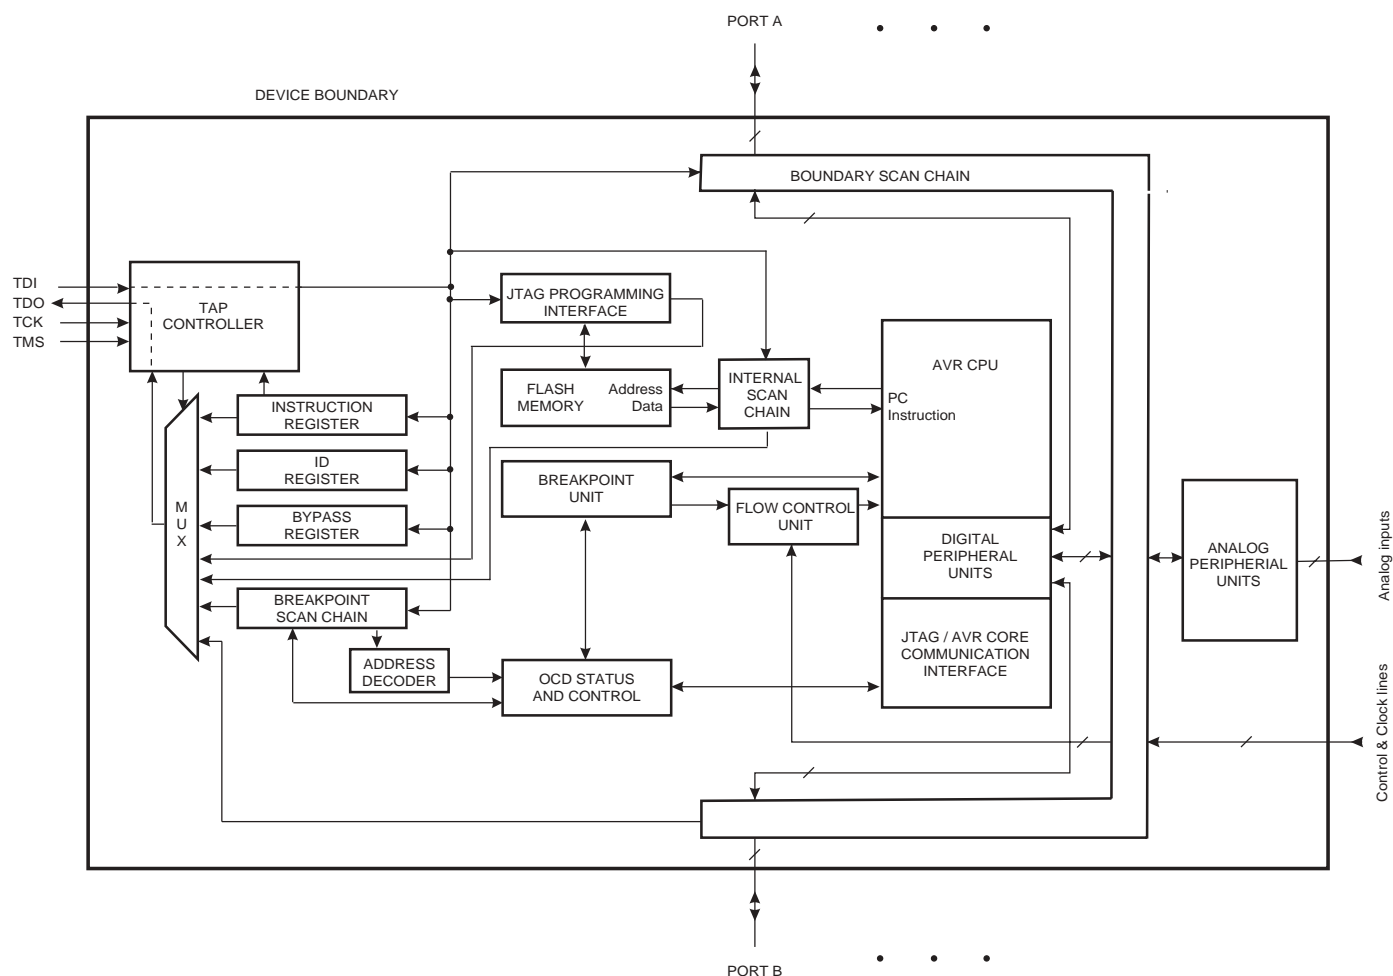 PORT A
DEVICE BOUNDARY
BOUNDARY SCAN CHAIN
TDI
TDO
TCK
TMS
TAP
CONTROLLER
JTAG PROGRAMMING
INTERFACE
FLASH
MEMORY
Address
Data
INTERNAL
SCAN
CHAIN
AVR CPU
PC
Instruction
INSTRUCTION
REGISTER
ID
REGISTER
BYPASS
REGISTER
M
U
X
BREAKPOINT
UNIT
FLOW CONTROL
UNIT
DIGITAL
PERIPHERAL
UNITS
ANALOG
PERIPHERIAL
UNITS
Analog inputs
BREAKPOINT
SCAN CHAIN
ADDRESS
DECODER
OCD STATUS
AND CONTROL
JTAG / AVR CORE
COMMUNICATION
INTERFACE
Control & Clock lines
PORT B